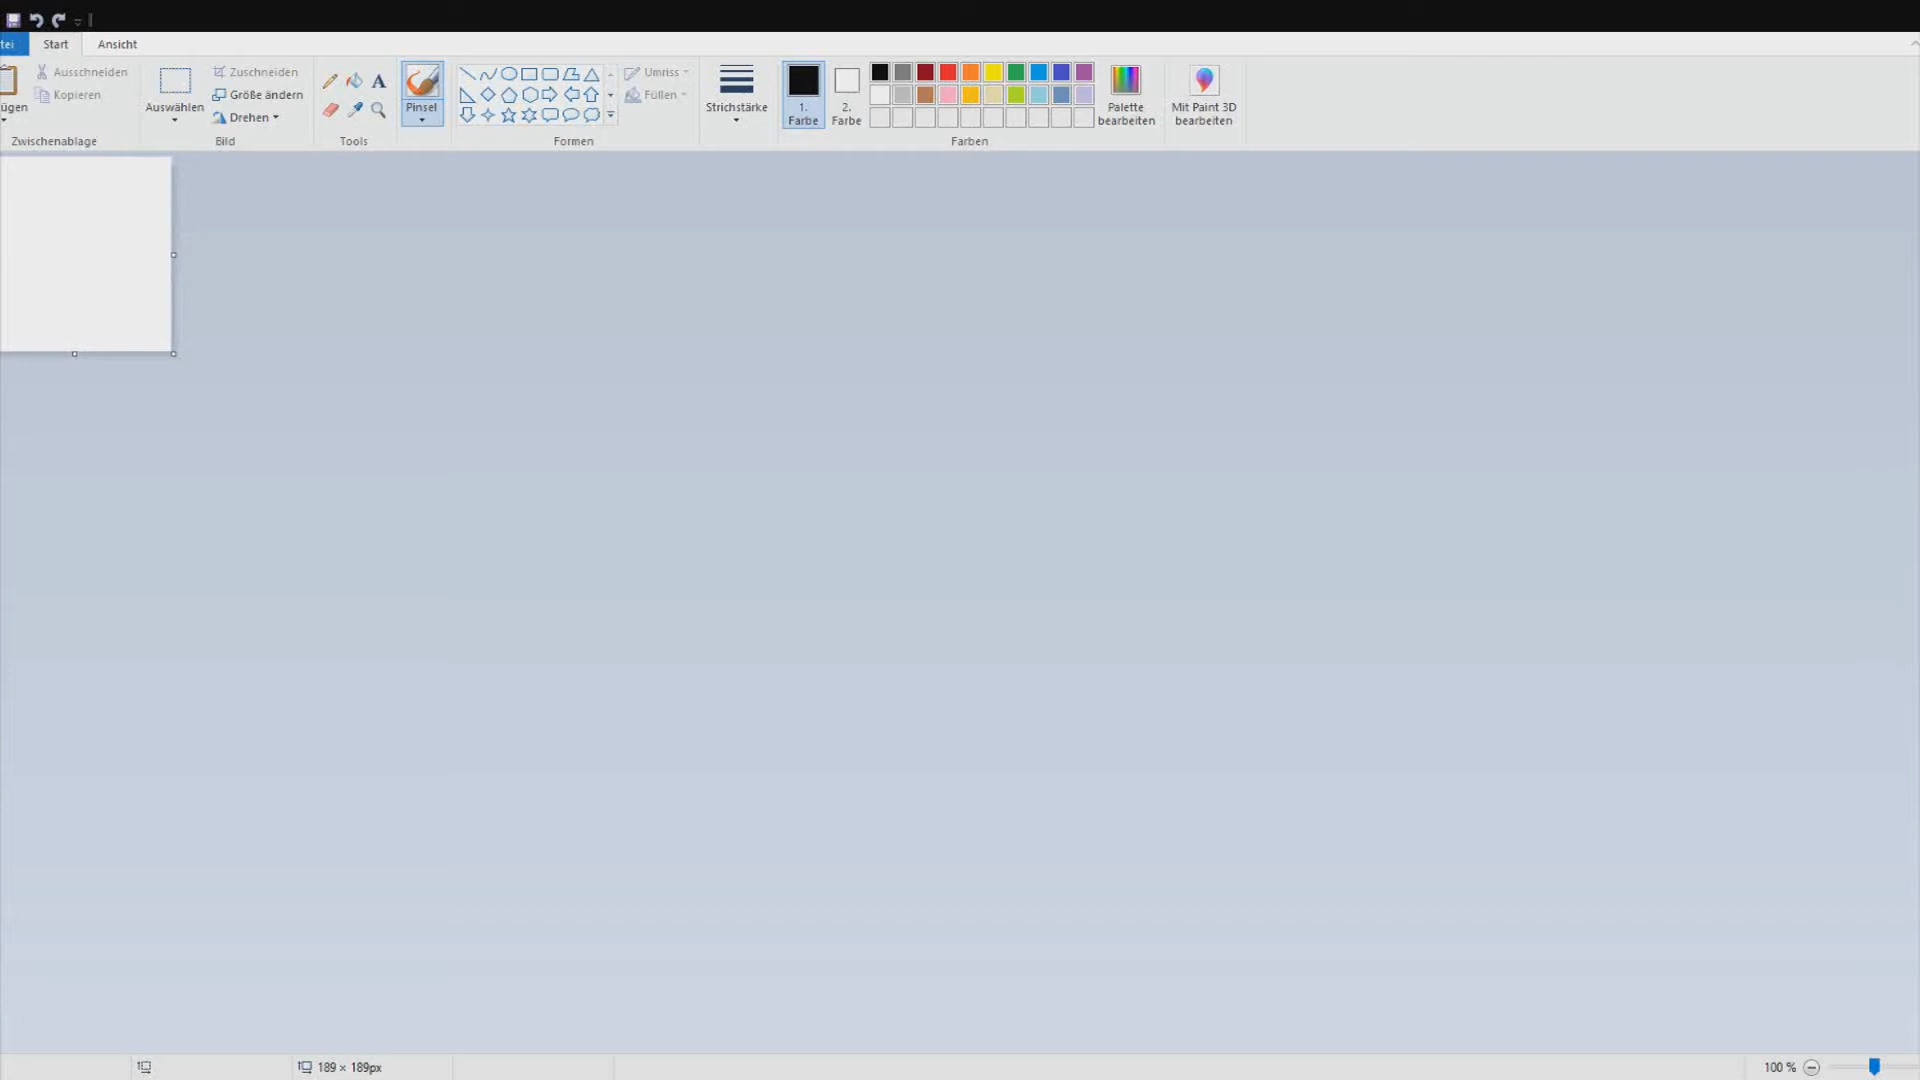 tei Start Ansicht
Ausschneiden
Kopieren
ügen
Zwischenablage
Auswählen
Zuschneiden
Größe ändern
Drehen
Bild
A
Tools
Pinsel
Umriss
Füllen
Formen
Strichstärke
1.
Farbe
2.
Farbe
Palette
bearbeiten
Farben
Mit Paint 3D
bearbeiten
189 × 189px
100 %